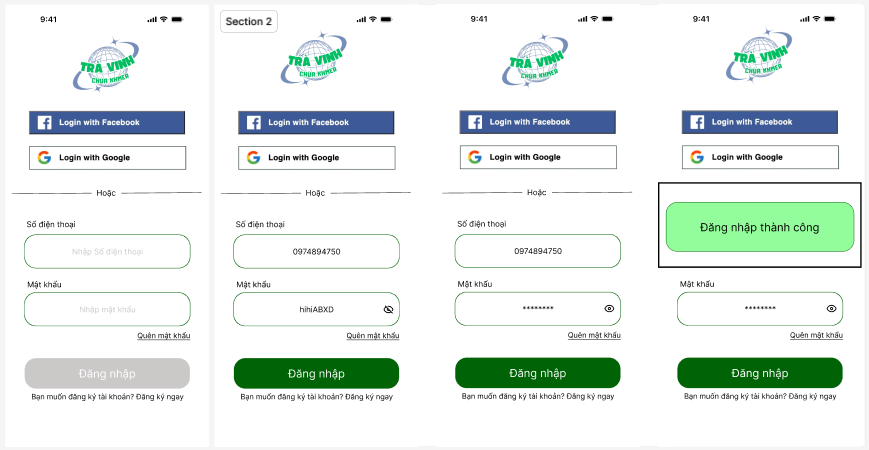 9:41
TRÀ VINH
CHÙA KHMER
Login with Facebook
Login with Google
Hoặc
Số điện thoại
Nhập Số điện thoại
Mật khẩu
Nhập mật khẩu
Quên mật khẩu
Đăng nhập
Bạn muốn đăng ký tài khoản? Đăng ký ngay
Section 2
9:41
TRÀ VINH
CHÙA KHMER
Login with Facebook
Login with Google
Hoặc
Số điện thoại
0974894750
Mật khẩu
hihiABXD
Quên mật khẩu
Đăng nhập
Bạn muốn đăng ký tài khoản? Đăng ký ngay
9:41
TRÀ VINH
CHÙA KHMER
Login with Facebook
Login with Google
Hoặc
Số điện thoại
0974894750
Mật khẩu
********
Quên mật khẩu
Đăng nhập
Bạn muốn đăng ký tài khoản? Đăng ký ngay
9:41
TRÀ VINH
CHÙA KHMER
Login with Facebook
Login with Google
Đăng nhập thành công
Mật khẩu
********
Quên mật khẩu
Đăng nhập
Bạn muốn đăng ký tài khoản? Đăng ký ngay